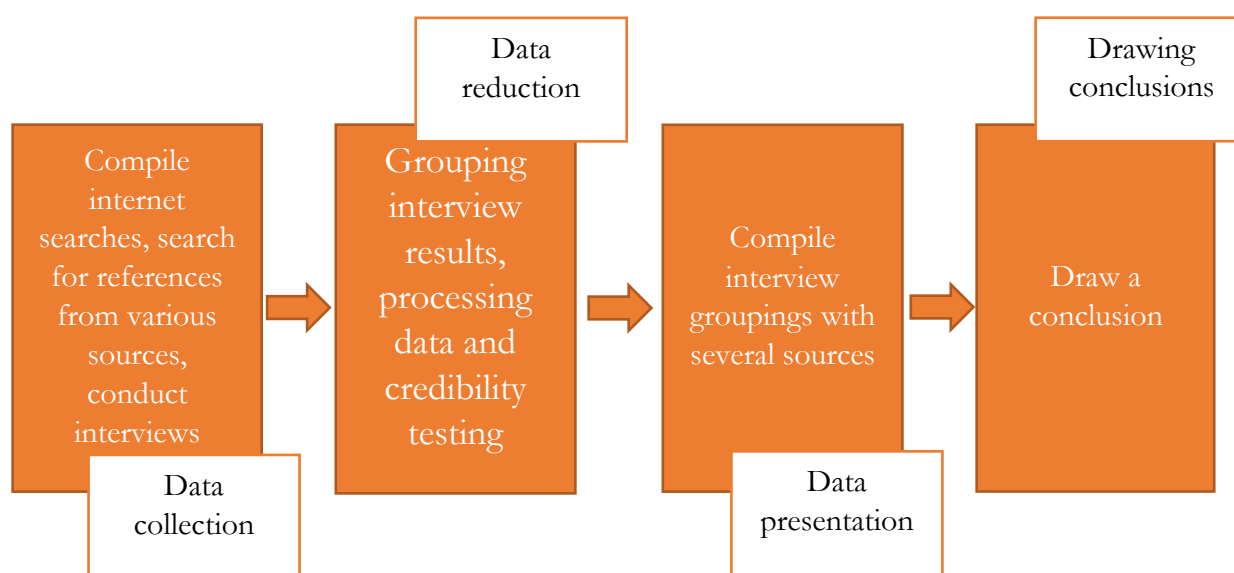 Compile
internet
searches, search
for references
from various
sources,
conduct
interviews
Data
collection
Data
reduction
Grouping
interview
results,
processing
data and
credibility
testing
Compile
interview
groupings with
several sources
Data
presentation
Drawing
conclusions
Draw a
conclusion